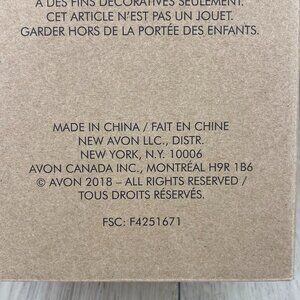 À DES FINS DÉCORATIVES SEULEMENT.
CET ARTICLE N'EST PAS UN JOUET.
GARDER HORS DE LA PORTÉE DES ENFANTS.
MADE IN CHINA / FAIT EN CHINE
NEW AVON LLC., DISTR.
NEW YORK, N.Y. 10006
AVON CANADA INC., MONTRÉAL H9R 1B6
© AVON 2018 – ALL RIGHTS RESERVED /
TOUS DROITS RÉSERVÉS.
FSC: F4251671